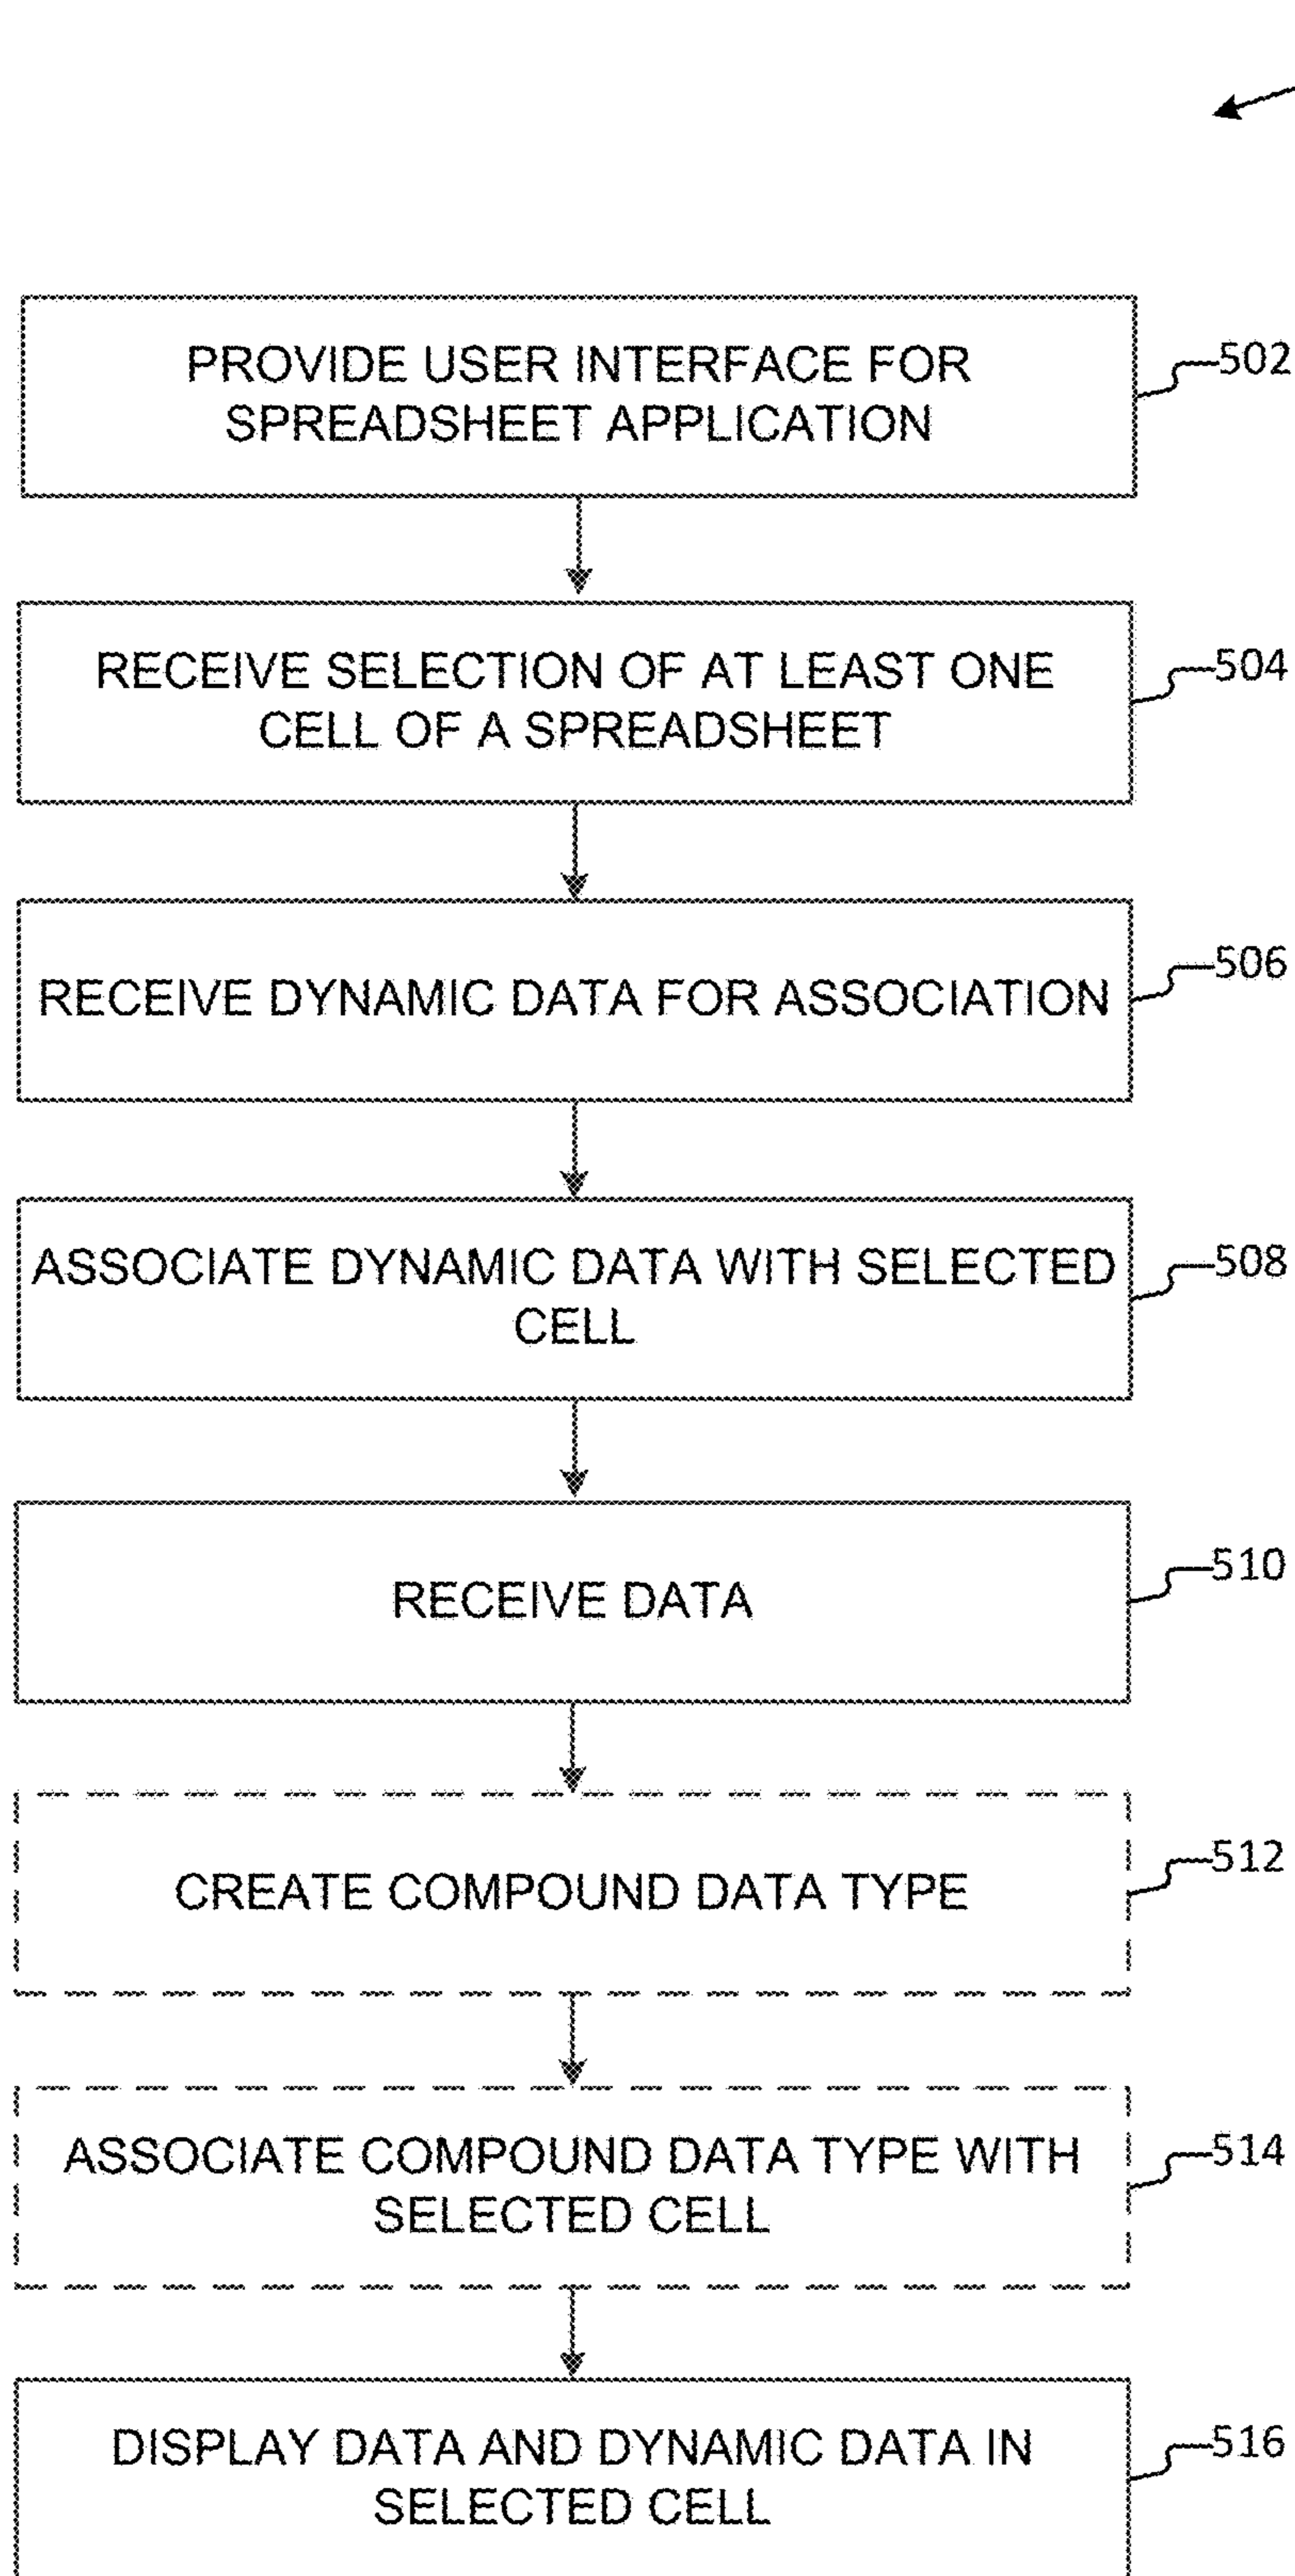 PROVIDE USER INTERFACE FOR
SPREADSHEET APPLICATION
502
RECEIVE SELECTION OF AT LEAST ONE
CELL OF A SPREADSHEET
504
RECEIVE DYNAMIC DATA FOR ASSOCIATION
506
ASSOCIATE DYNAMIC DATA WITH SELECTED
CELL
508
RECEIVE DATA
510
CREATE COMPOUND DATA TYPE
512
ASSOCIATE COMPOUND DATA TYPE WITH
SELECTED CELL
514
DISPLAY DATA AND DYNAMIC DATA IN
SELECTED CELL
516